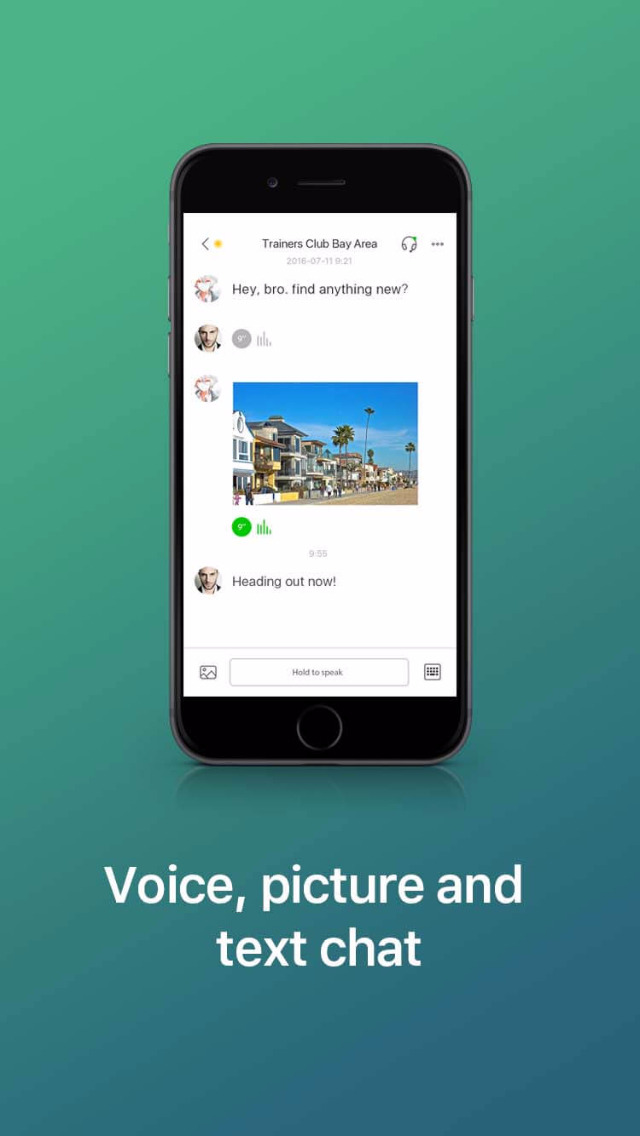 Trainers Club Bay Area
2016-07-11 9:21
Hey, bro. find anything new?
9"
9"
9:55
Heading out now!
Hold to speak
Voice, picture and
text chat